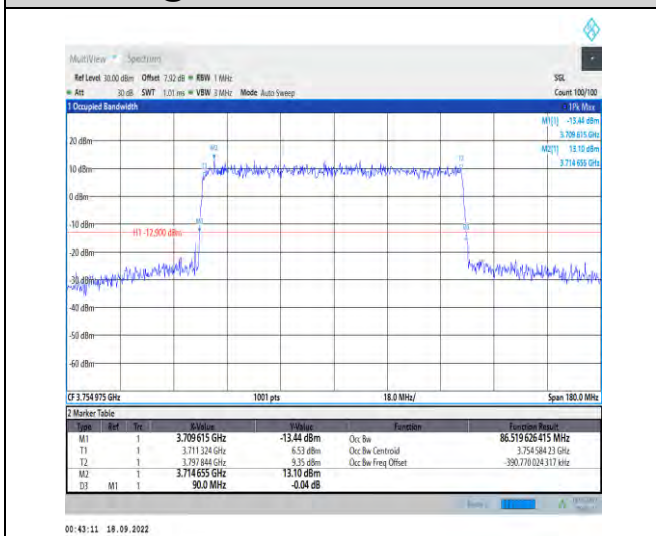 MultiView Spectrum
Ref Level 30.00 dBm Offset 7.92 dB RBW 1 MHz SGL
Att 30 dB SWT 1.01 ms VBW 3 MHz Mode Auto Sweep Count 100/100
1 Occupied Bandwidth 1Pk Max
M1[1] -13.44 dBm
3.709 615 GHz
20 dBm M2[1] 13.10 dBm
3.714 655 GHz
M2
10 dBm
0 dBm
-10 dBm
H1 -12.900 dBm
-20 dBm
-30 dBm
-40 dBm
-50 dBm
-60 dBm
CF 3.754 975 GHz 1001 pts 18.0 MHz/ Span 180.0 MHz
2 Marker Table
Type Ref Trc X-Value Y-Value Function Function Result
M1 1 3.709 615 GHz -13.44 dBm Occ Bw 86.519 626 415 MHz
T1 1 3.711 324 GHz 6.53 dBm Occ Bw Centroid 3.754 584 23 GHz
T2 1 3.797 844 GHz 9.35 dBm Occ Bw Freq Offset -390.770 024 317 kHz
M2 1 3.714 655 GHz 13.10 dBm
D3 M1 1 90.0 MHz -0.04 dB
00:43:11 18.09.2022